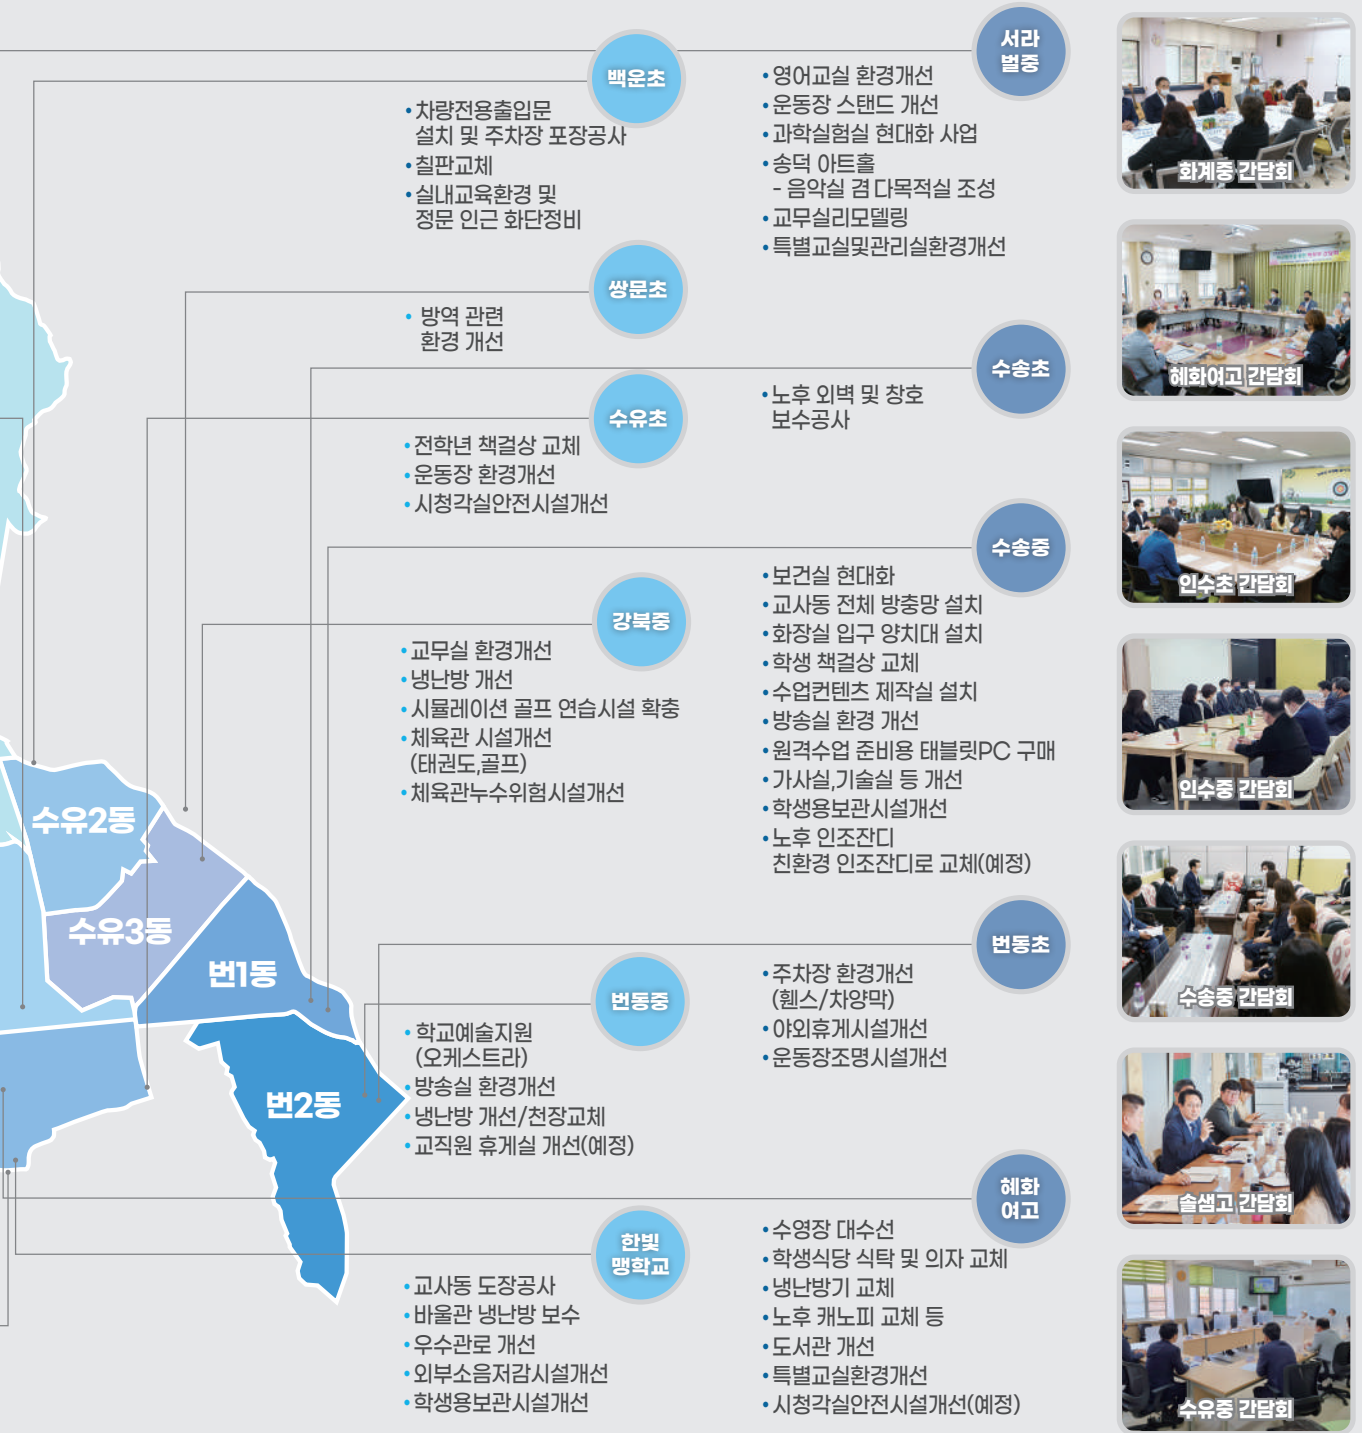 백운초
• 차량전용출입문
설치 및 주차장 포장공사
• 칠판교체
• 실내교육환경 및
정문 인근 화단정비
쌍문초
• 방역 관련
환경 개선
수유초
• 전학년 책걸상 교체
• 운동장 환경개선
• 시청각실안전시설개선
강북중
• 교무실 환경개선
• 냉난방 개선
• 시뮬레이션 골프 연습시설 확충
• 체육관 시설개선
(태권도,골프)
• 체육관누수위험시설개선
번동중
• 학교예술지원
(오케스트라)
• 방송실 환경개선
• 냉난방 개선/천장교체
• 교직원 휴게실 개선(예정)
한빛
맹학교
• 교사동 도장공사
• 바울관 냉난방 보수
• 우수관로 개선
• 외부소음저감시설개선
• 학생용보관시설개선
서라
벌중
• 영어교실 환경개선
• 운동장 스탠드 개선
• 과학실험실 현대화 사업
• 송덕 아트홀
- 음악실 겸 다목적실 조성
• 교무실리모델링
• 특별교실및관리실환경개선
수송초
• 노후 외벽 및 창호
보수공사
수송중
• 보건실 현대화
• 교사동 전체 방충망 설치
• 화장실 입구 양치대 설치
• 학생 책걸상 교체
• 수업컨텐츠 제작실 설치
• 방송실 환경 개선
• 원격수업 준비용 태블릿PC 구매
• 가사실,기술실 등 개선
• 학생용보관시설개선
• 노후 인조잔디
친환경 인조잔디로 교체(예정)
번동초
• 주차장 환경개선
(휀스/차양막)
• 야외휴게시설개선
• 운동장조명시설개선
혜화
여고
• 수영장 대수선
• 학생식당 식탁 및 의자 교체
• 냉난방기 교체
• 노후 캐노피 교체 등
• 도서관 개선
• 특별교실환경개선
• 시청각실안전시설개선(예정)
수유2동
수유3동
번1동
번2동
화계중 간담회
혜화여고 간담회
인수초 간담회
인수중 간담회
수송중 간담회
솔샘고 간담회
수유중 간담회